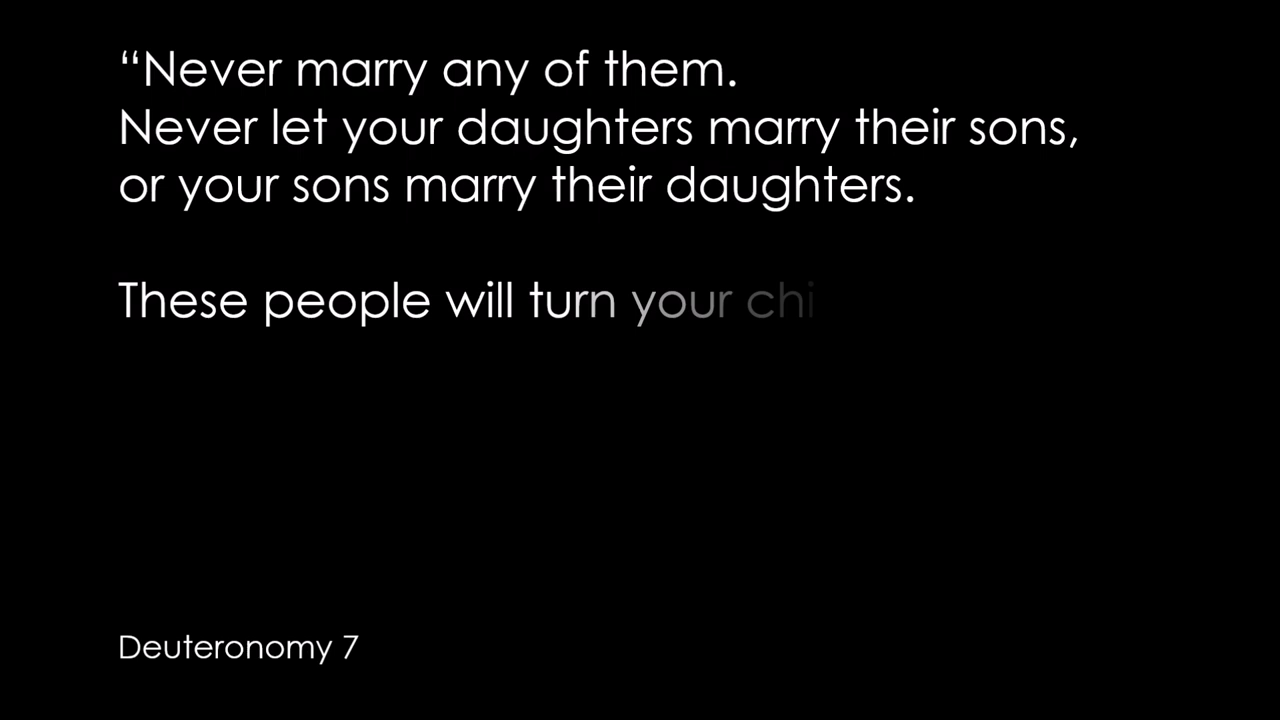 “Never marry any of them.
Never let your daughters marry their sons,
or your sons marry their daughters.
These people will turn your chi
Deuteronomy 7